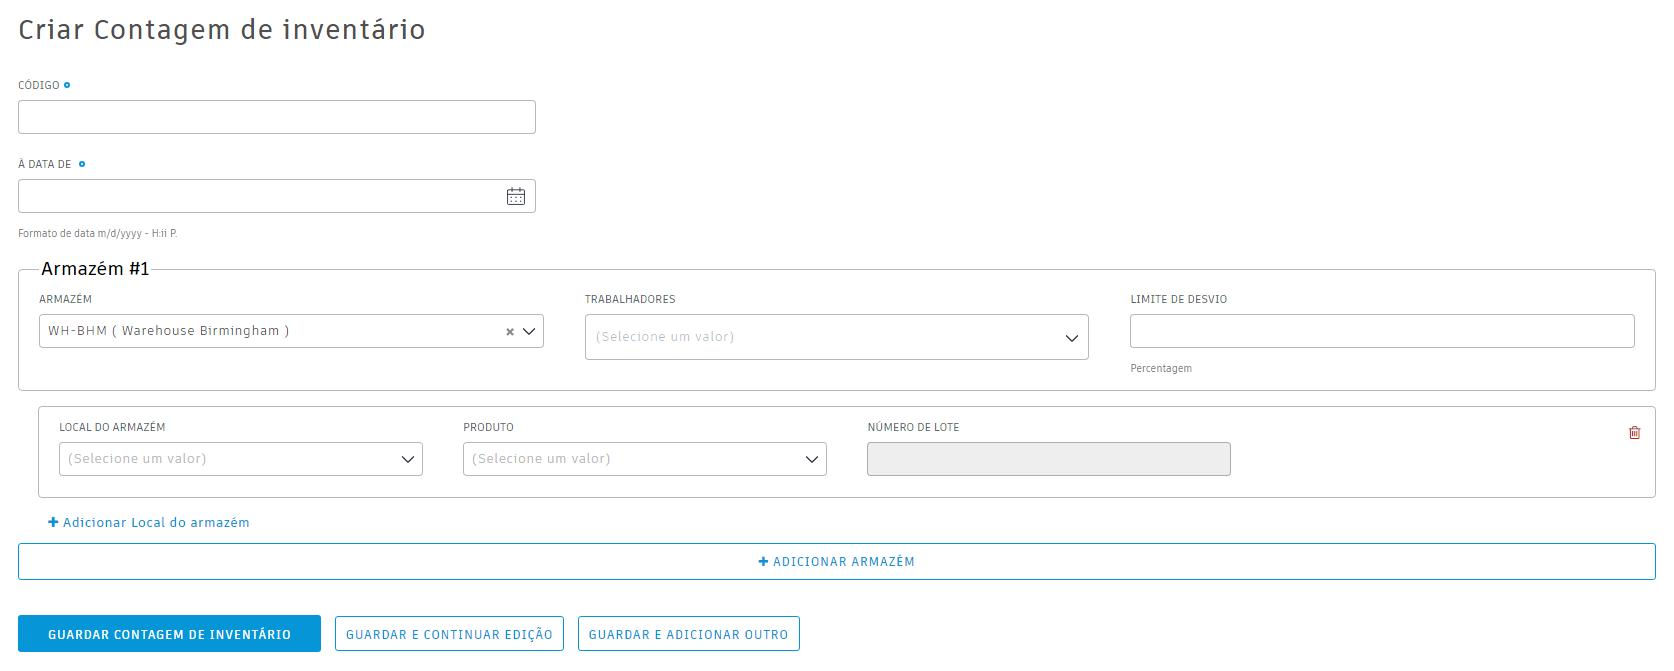 Criar Contagem de inventário
CÓDIGO
À DATA DE
Formato de data m/d/yyyy - H:ii P.
Armazém #1
ARMAZÉM TRABALHADORES LIMITE DE DESVIO
WH-BHM ( Warehouse Birmingham ) × (Selecione um valor)
Percentagem
LOCAL DO ARMAZÉM PRODUTO NÚMERO DE LOTE
(Selecione um valor) (Selecione um valor)
+ Adicionar Local do armazém
+ ADICIONAR ARMAZÉM
GUARDAR CONTAGEM DE INVENTÁRIO GUARDAR E CONTINUAR EDIÇÃO GUARDAR E ADICIONAR OUTRO